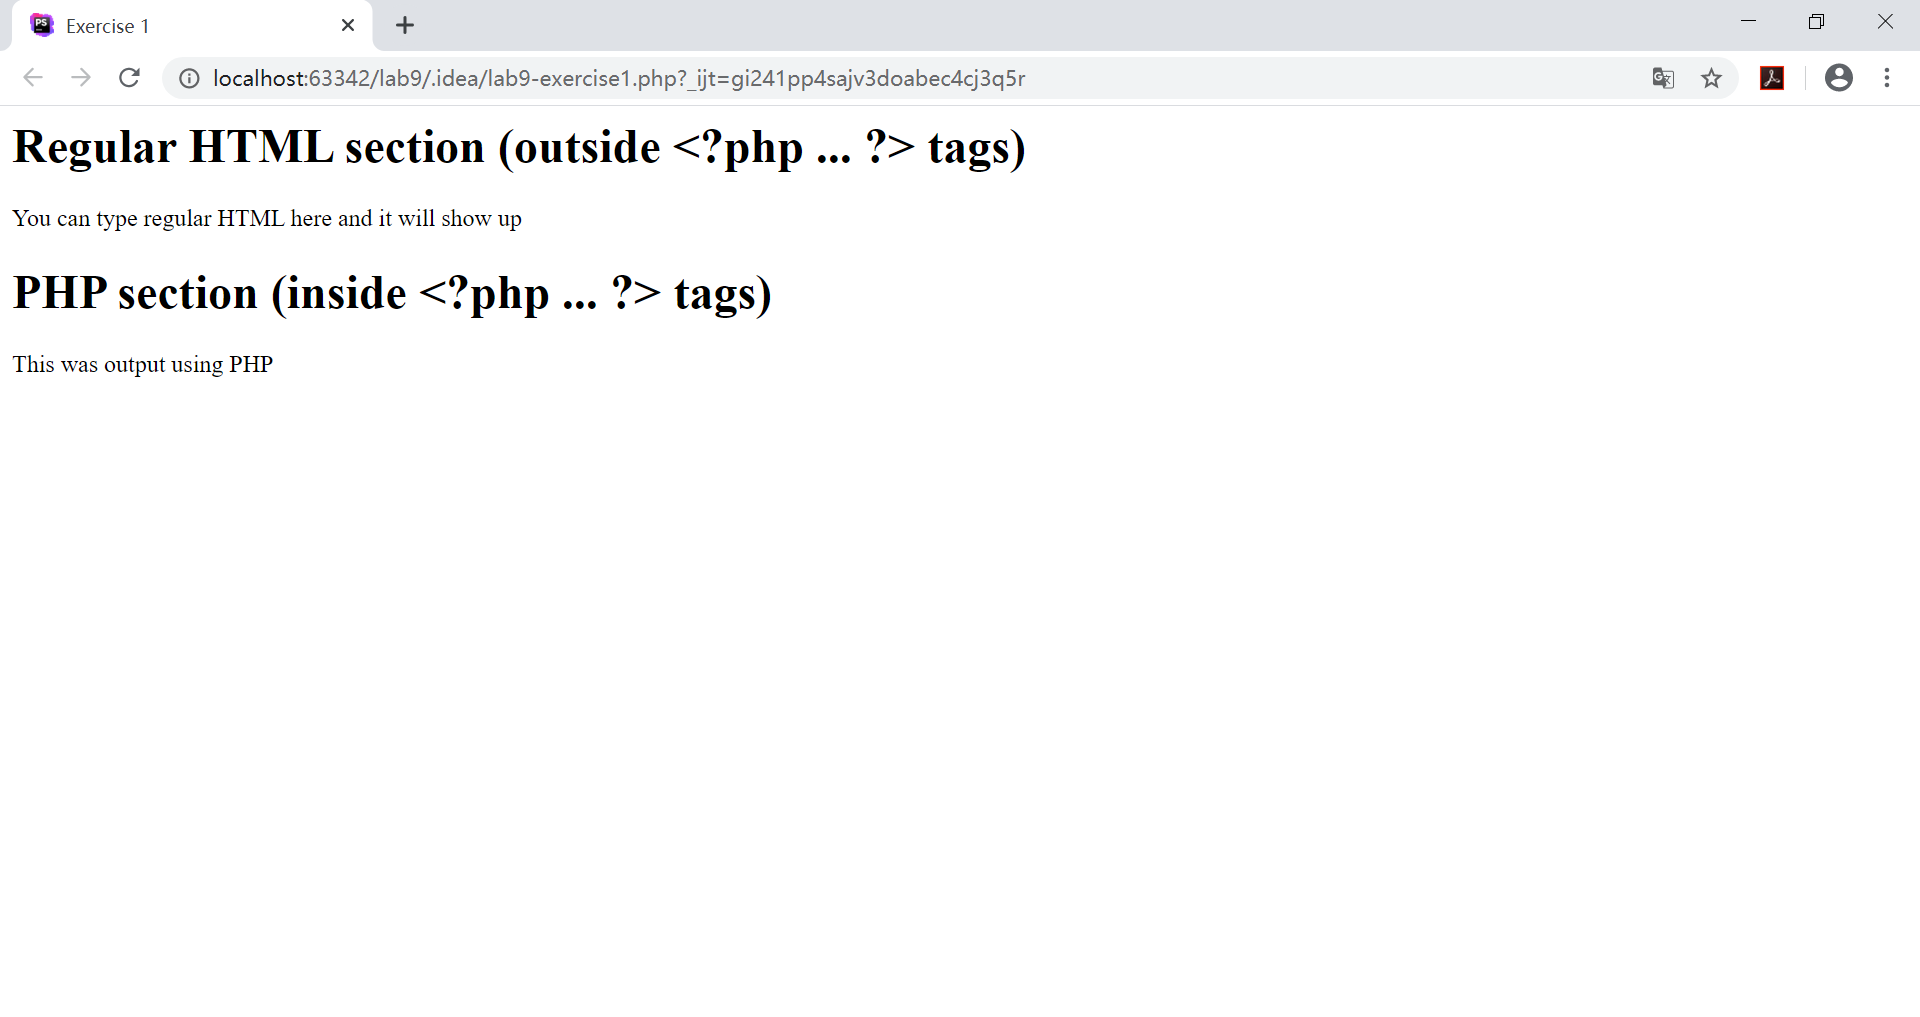 Exercise 1
localhost:63342/lab9/.idea/lab9-exercise1.php?_ijt=gi241pp4sajv3doabec4cj3q5r
Regular HTML section (outside <?php ... ?> tags)
You can type regular HTML here and it will show up
PHP section (inside <?php ... ?> tags)
This was output using PHP